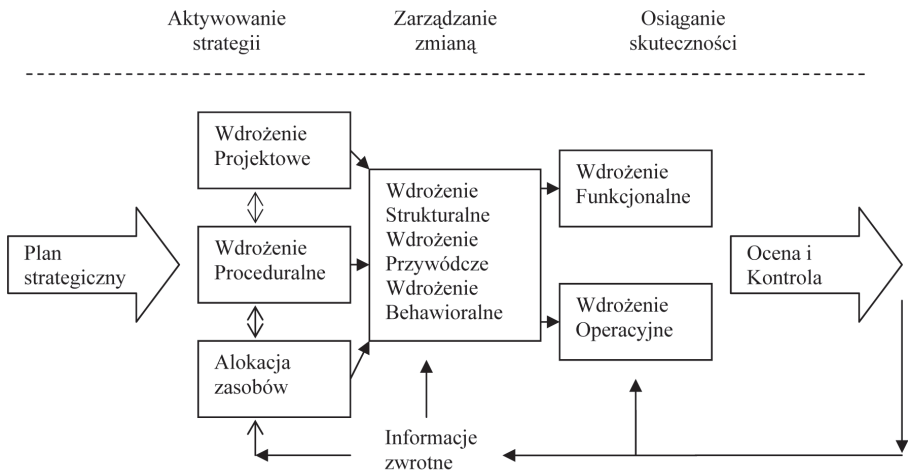 Aktywowanie
strategii
Zarządzanie
zmianą
Osiąganie
skuteczności
Wdrożenie
Projektowe
Wdrożenie
Proceduralne
Alokacja
zasobów
Plan
strategiczny
Wdrożenie
Strukturalne
Wdrożenie
Przywódcze
Wdrożenie
Behawioralne
Wdrożenie
Funkcjonalne
Wdrożenie
Operacyjne
Ocena i
Kontrola
Informacje
zwrotne